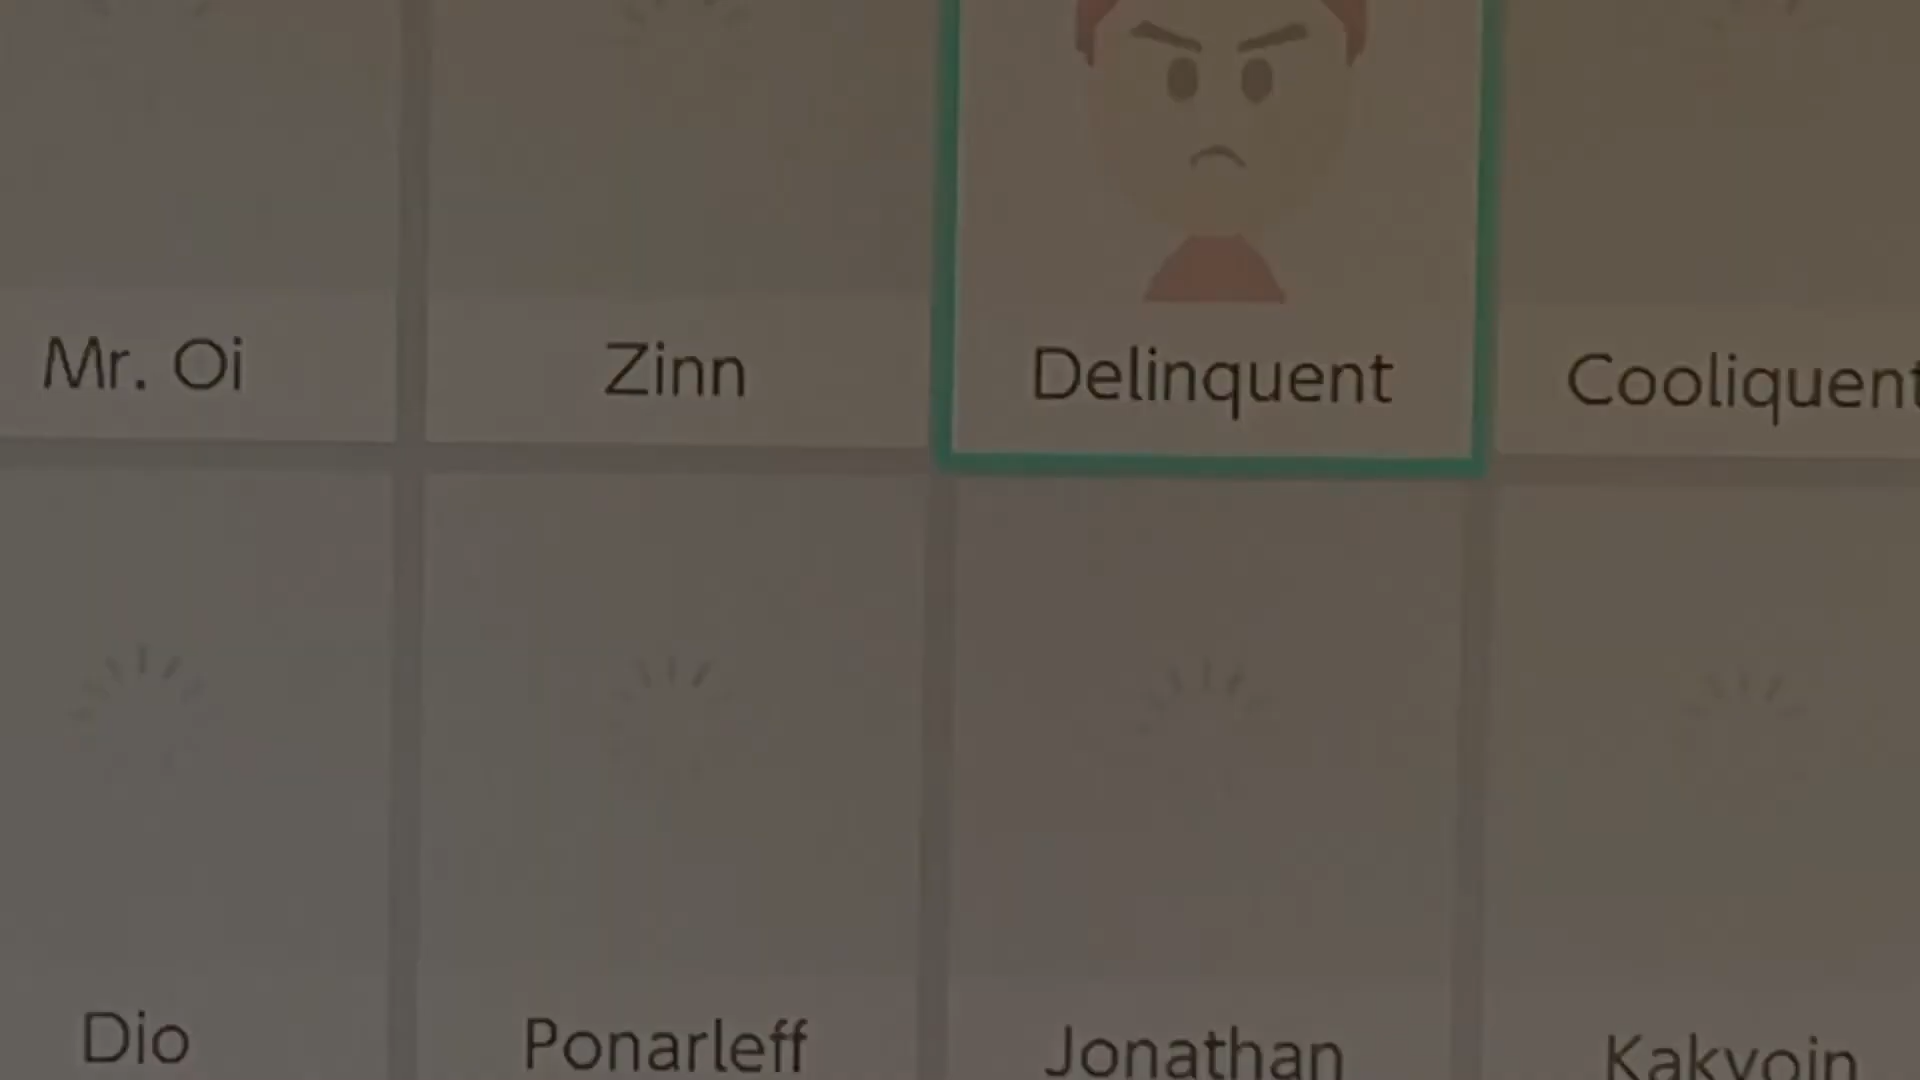 Mr. Oi
Zinn
Delinquent
Cooliquent
Dio
Ponarleff
Jonathan
Kakyoin